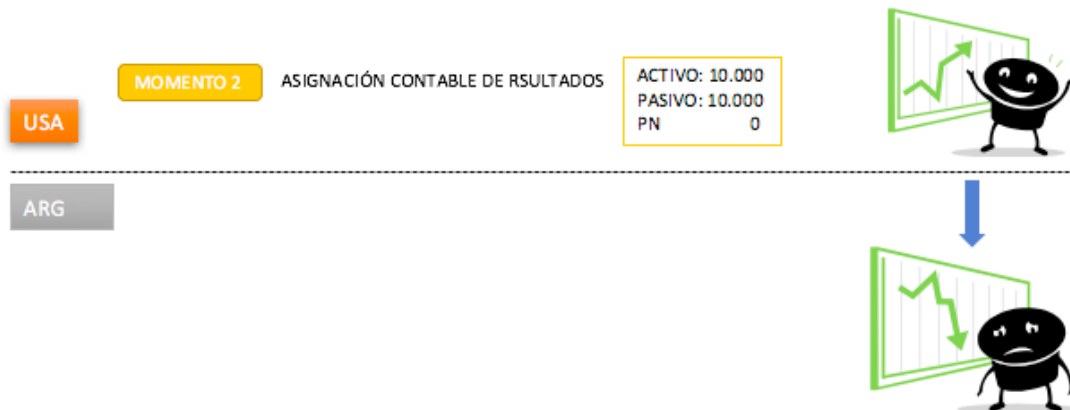 MOMENTO 2
ASIGNACIÓN CONTABLE DE RSULTADOS
ACTIVO: 10.000
PASIVO: 10.000
PN 0
USA
ARG